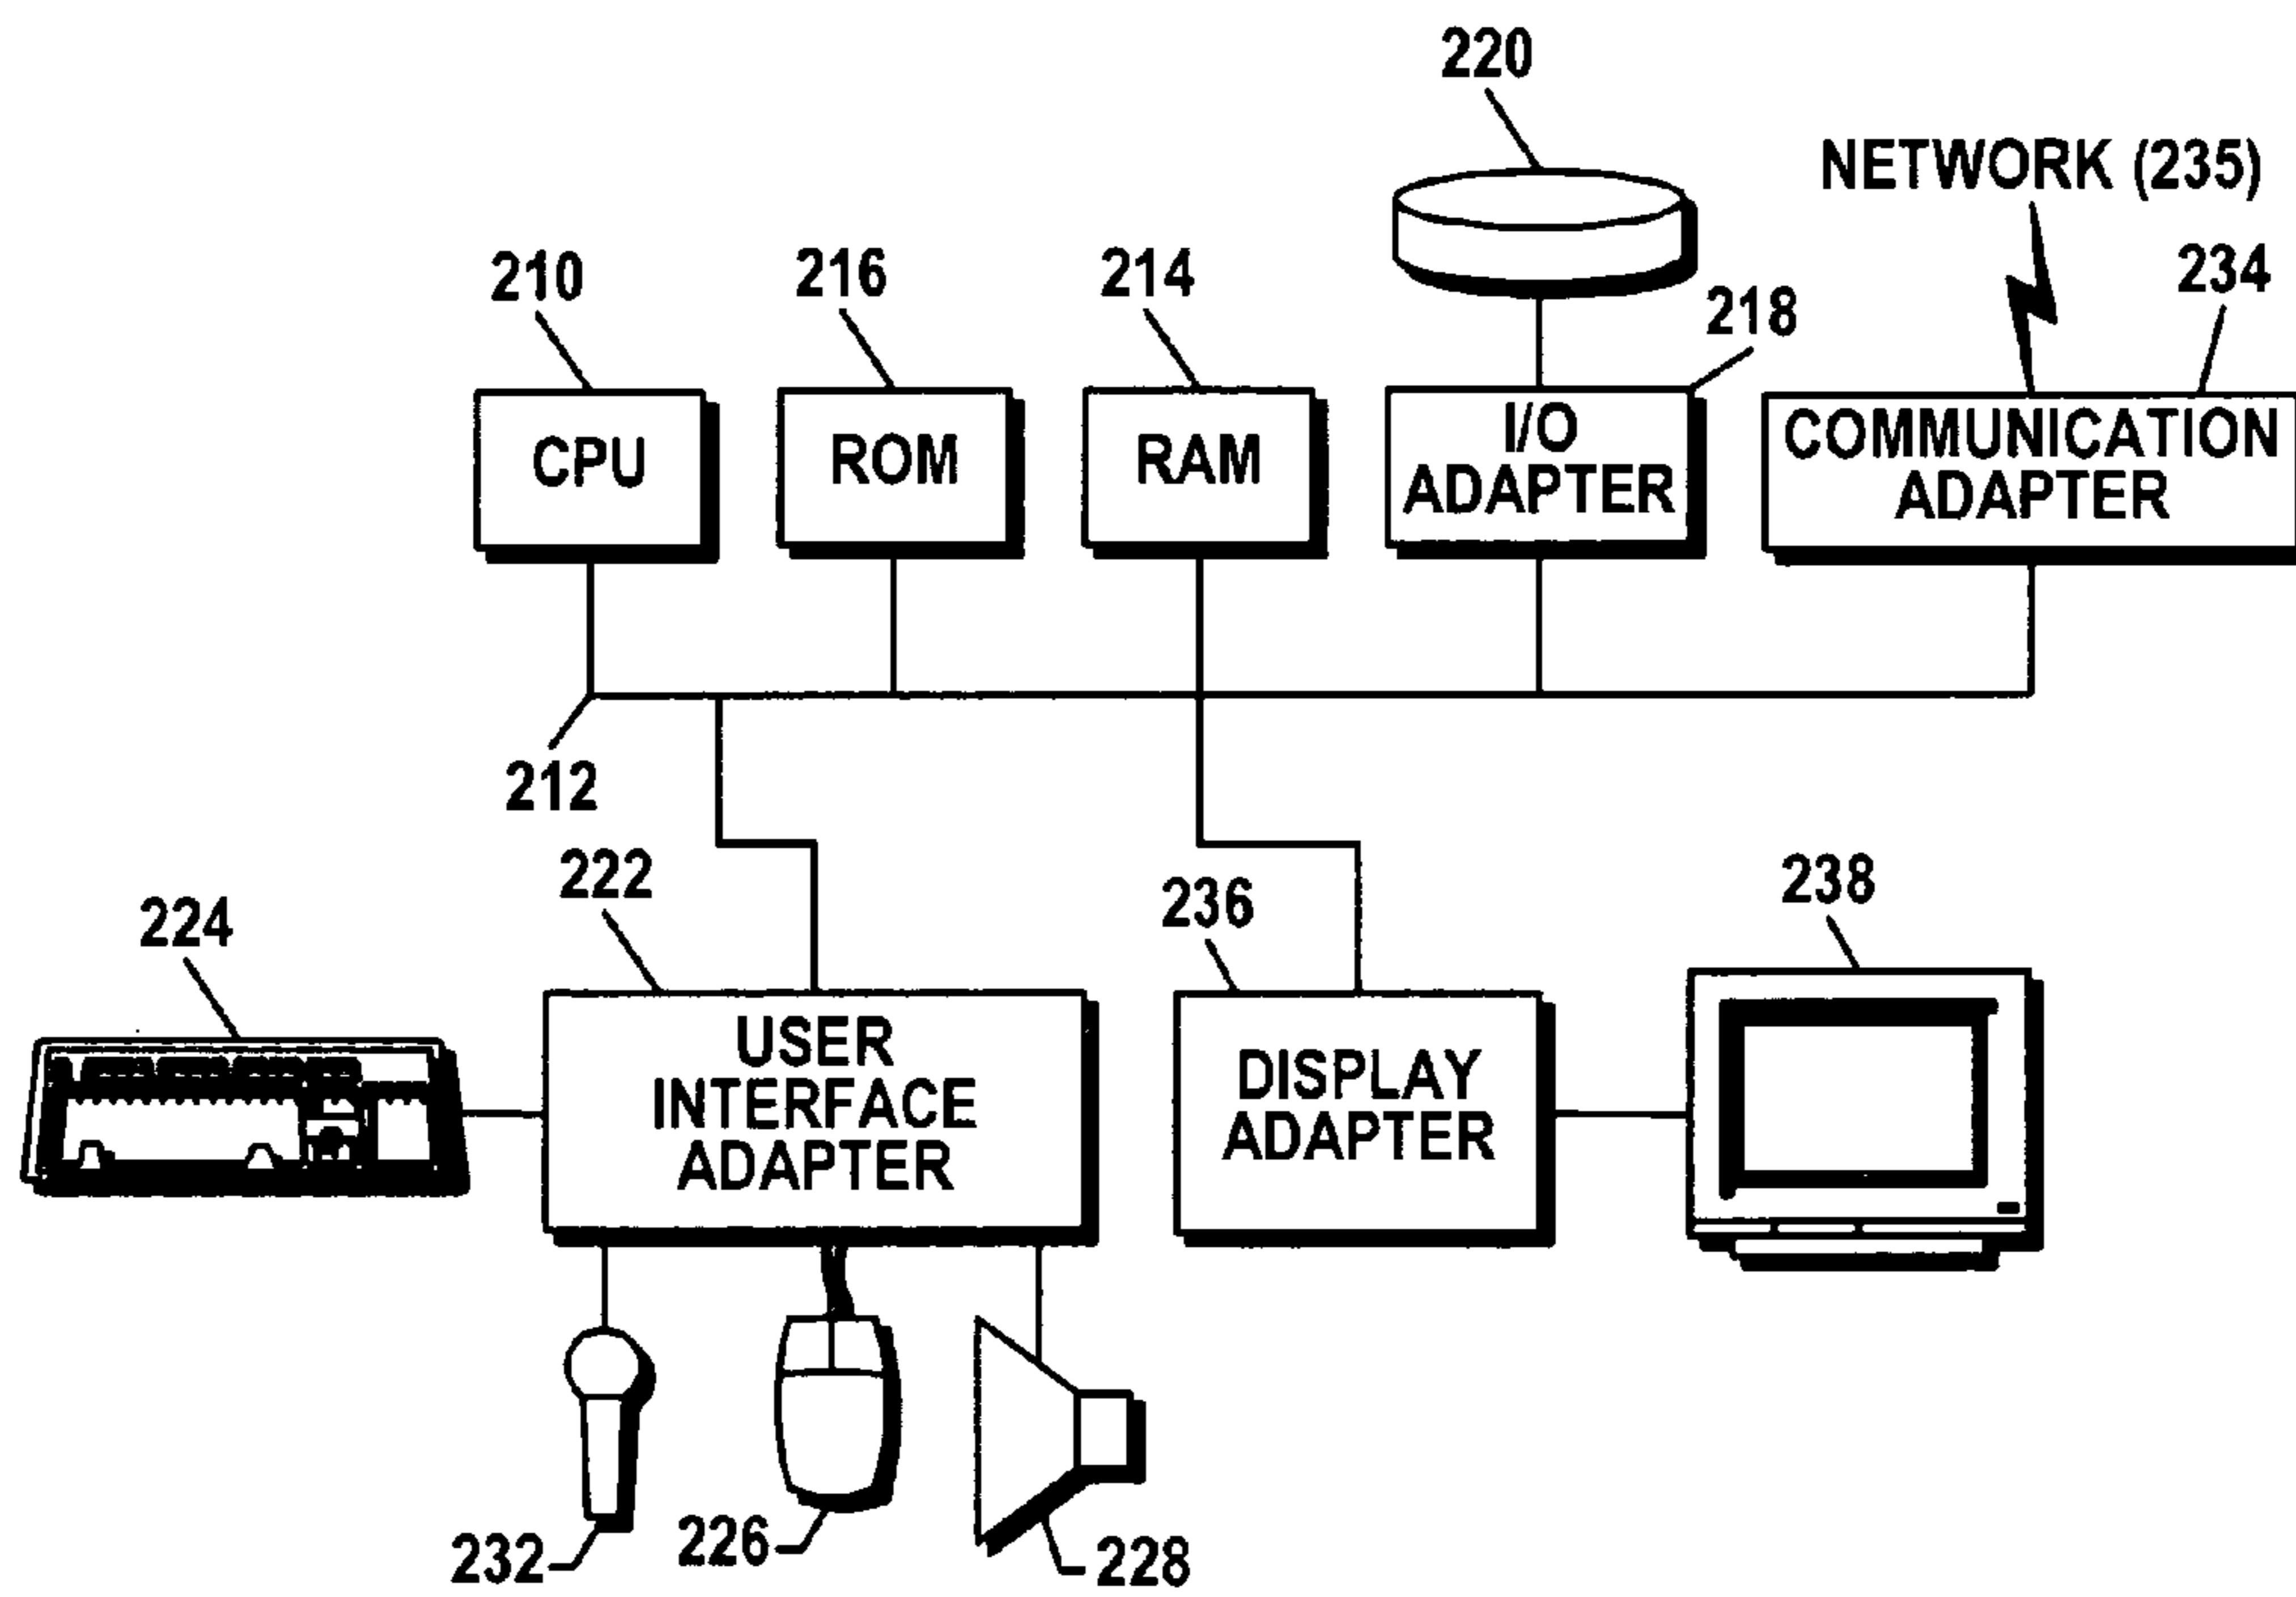 220
NETWORK (235)
210
216
214
218
234
CPU
ROM
RAM
I/O
ADAPTER
COMMUNICATION
ADAPTER
212
222
224
236
238
USER
INTERFACE
ADAPTER
DISPLAY
ADAPTER
232
226
228